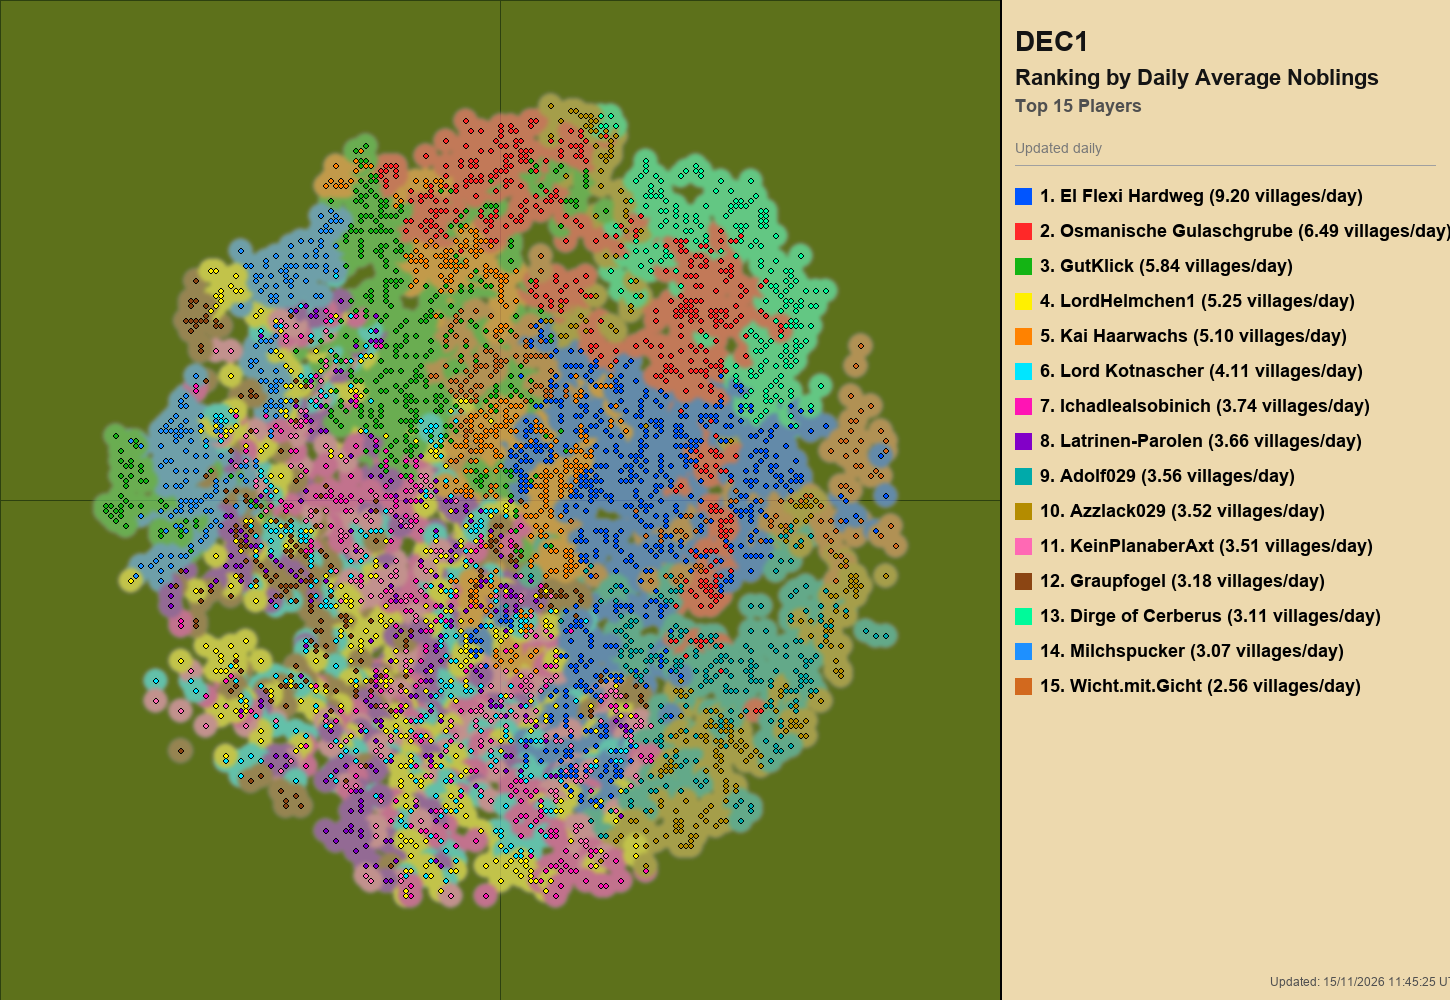 DEC1
Ranking by Daily Average Noblings
Top 15 Players
Updated daily
1. El Flexi Hardweg (9.20 villages/day)
2. Osmanische Gulaschgrube (6.49 villages/day)
3. GutKlick (5.84 villages/day)
4. LordHelmchen1 (5.25 villages/day)
5. Kai Haarwachs (5.10 villages/day)
6. Lord Kotnascher (4.11 villages/day)
7. Ichadlealsobinich (3.74 villages/day)
8. Latrinen-Parolen (3.66 villages/day)
9. Adolf029 (3.56 villages/day)
10. Azzlack029 (3.52 villages/day)
11. KeinPlanaberAxt (3.51 villages/day)
12. Graupfogel (3.18 villages/day)
13. Dirge of Cerberus (3.11 villages/day)
14. Milchspucker (3.07 villages/day)
15. Wicht.mit.Gicht (2.56 villages/day)
Updated: 15/11/2026 11:45:25